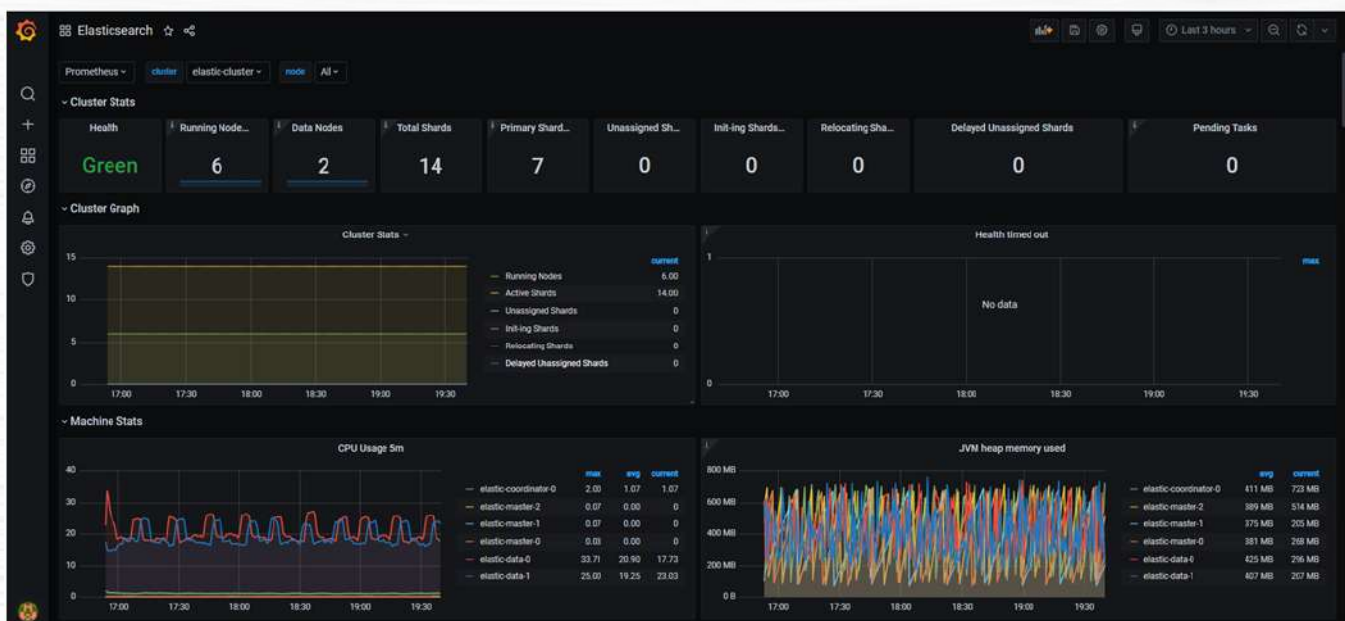 Elasticsearch
Last 3 hours
Prometheus cluster elastic-cluster node All
Cluster Stats
Health Running Node... Data Nodes Total Shards Primary Shard... Unassigned Sh... Init-ing Shards... Relocating Sha... Delayed Unassigned Shards Pending Tasks
Green 6 2 14 7 0 0 0 0 0
Cluster Graph
Cluster Stats
15
10
5
0
17:00 17:30 18:00 18:30 19:00 19:30
current
Running Nodes 6.00
Active Shards 14.00
Unassigned Shards 0
Init-ing Shards 0
Relocating Shards 0
Delayed Unassigned Shards 0
Health timed out
1
0
No data
17:00 17:30 18:00 18:30 19:00 19:30
max
Machine Stats
CPU Usage 5m
40
30
20
10
0
17:00 17:30 18:00 18:30 19:00 19:30
max avg current
elastic-coordinator-0 2.00 1.07 1.07
elastic-master-2 0.07 0.00 0
elastic-master-1 0.07 0.00 0
elastic-master-0 0.03 0.00 0
elastic-data-0 33.71 20.90 17.73
elastic-data-1 25.00 19.25 23.03
JVM heap memory used
800 MB
600 MB
400 MB
200 MB
0 B
17:00 17:30 18:00 18:30 19:00 19:30
avg current
elastic-coordinator-0 411 MB 723 MB
elastic-master-2 389 MB 514 MB
elastic-master-1 375 MB 205 MB
elastic-master-0 381 MB 268 MB
elastic-data-0 425 MB 296 MB
elastic-data-1 407 MB 207 MB